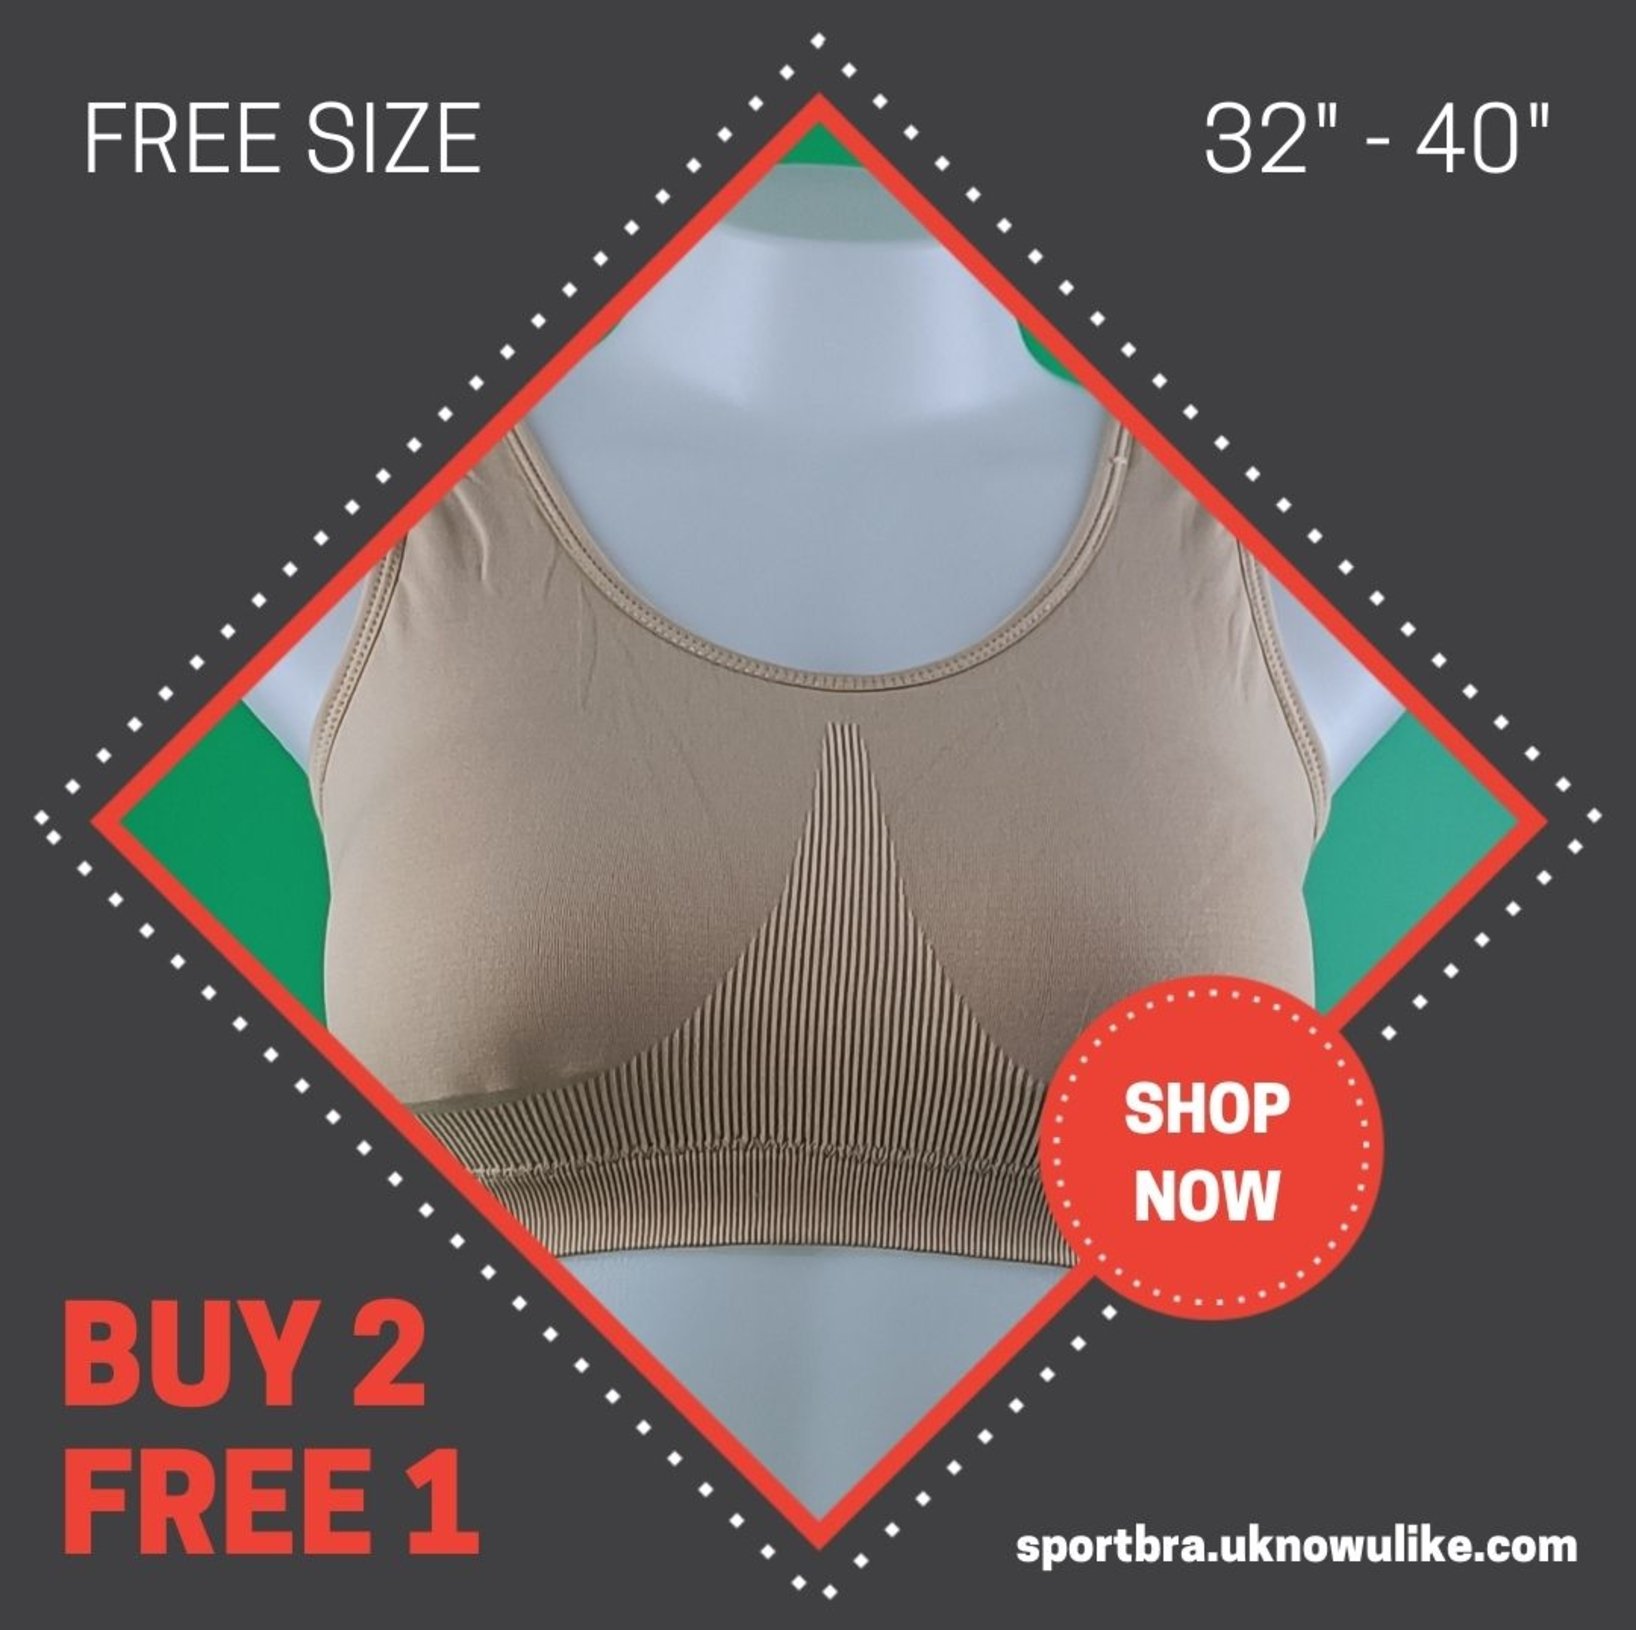 FREE SIZE
32" - 40"
SHOP
NOW
BUY 2
FREE 1
sportbra.uknowulike.com